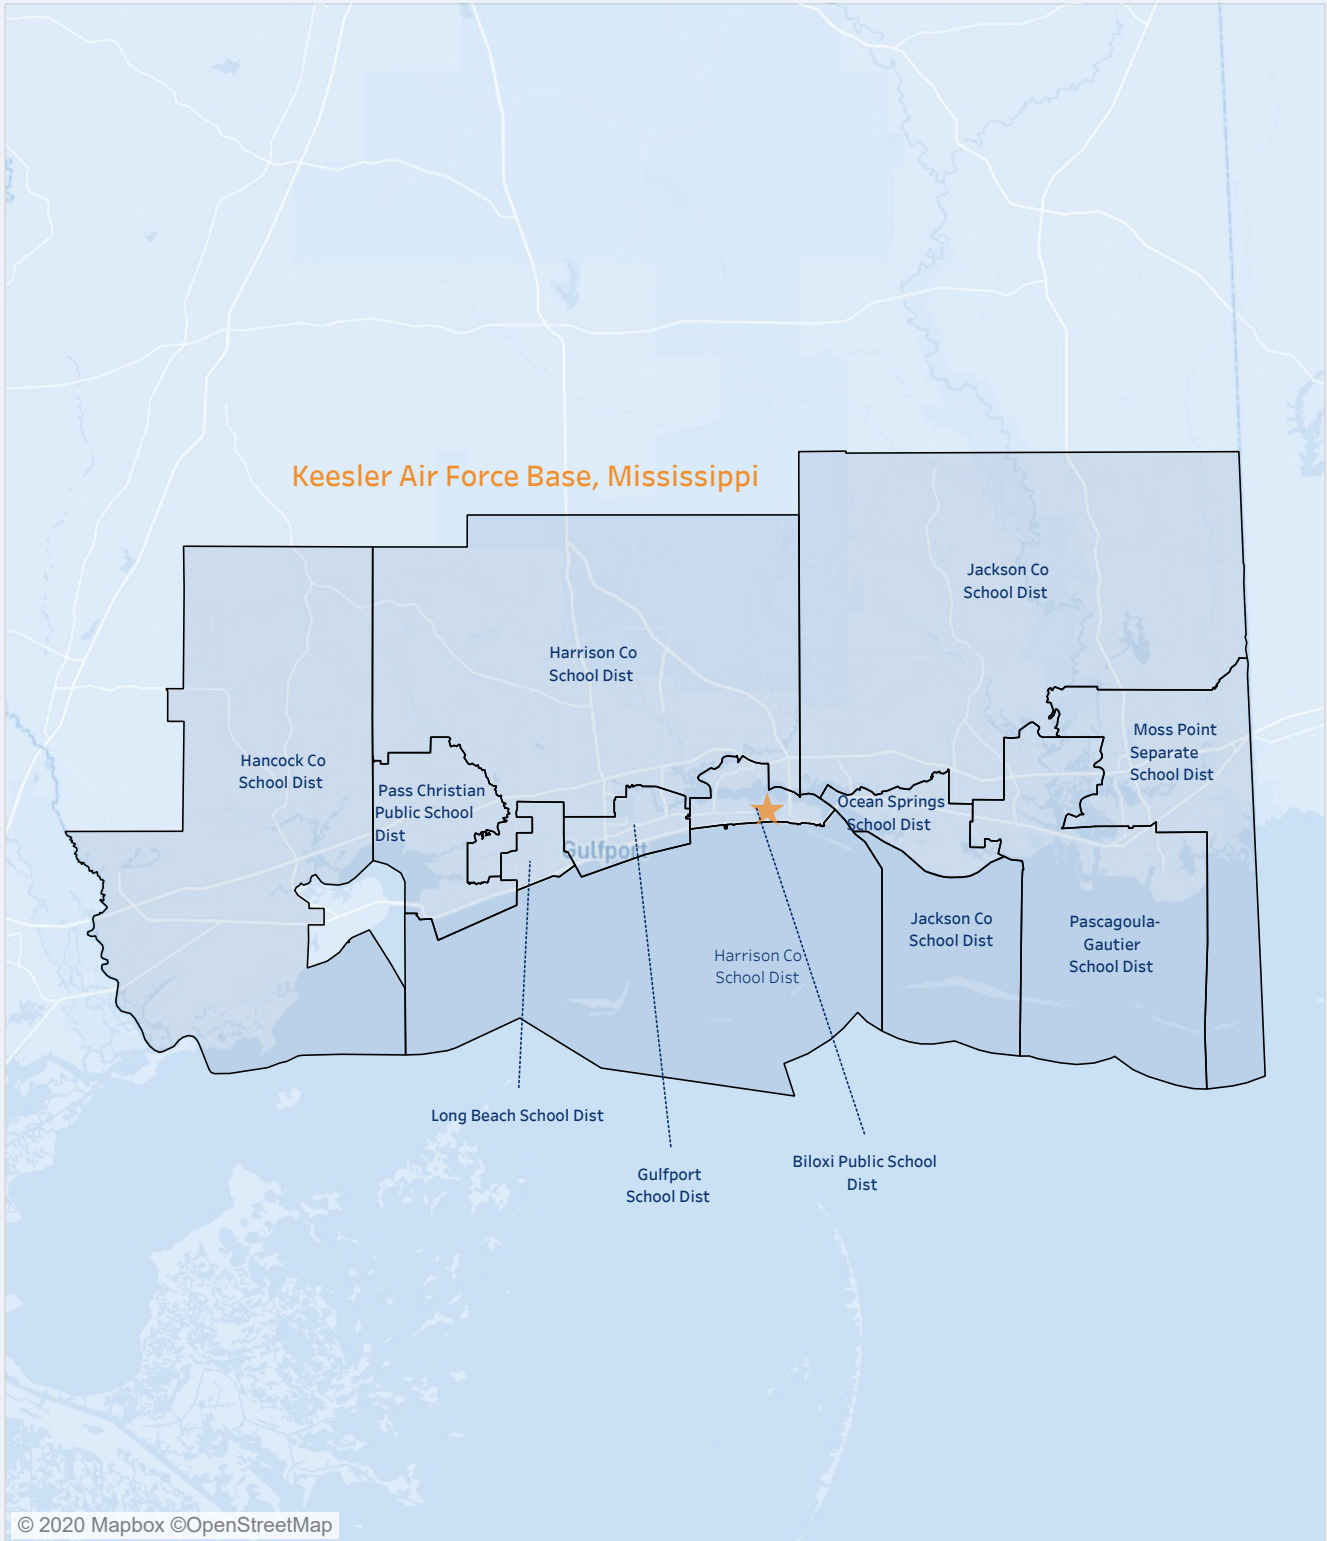 Keesler Air Force Base, Mississippi
Jackson Co
School Dist
Harrison Co
School Dist
Moss Point
Separate
School Dist
Hancock Co
School Dist
Pass Christian
Public School
Dist
Ocean Springs
School Dist
Gulfport
Jackson Co
School Dist
Pascagoula-
Gautier
School Dist
Harrison Co
School Dist
Long Beach School Dist
Gulfport
School Dist
Biloxi Public School
Dist
© 2020 Mapbox ©OpenStreetMap